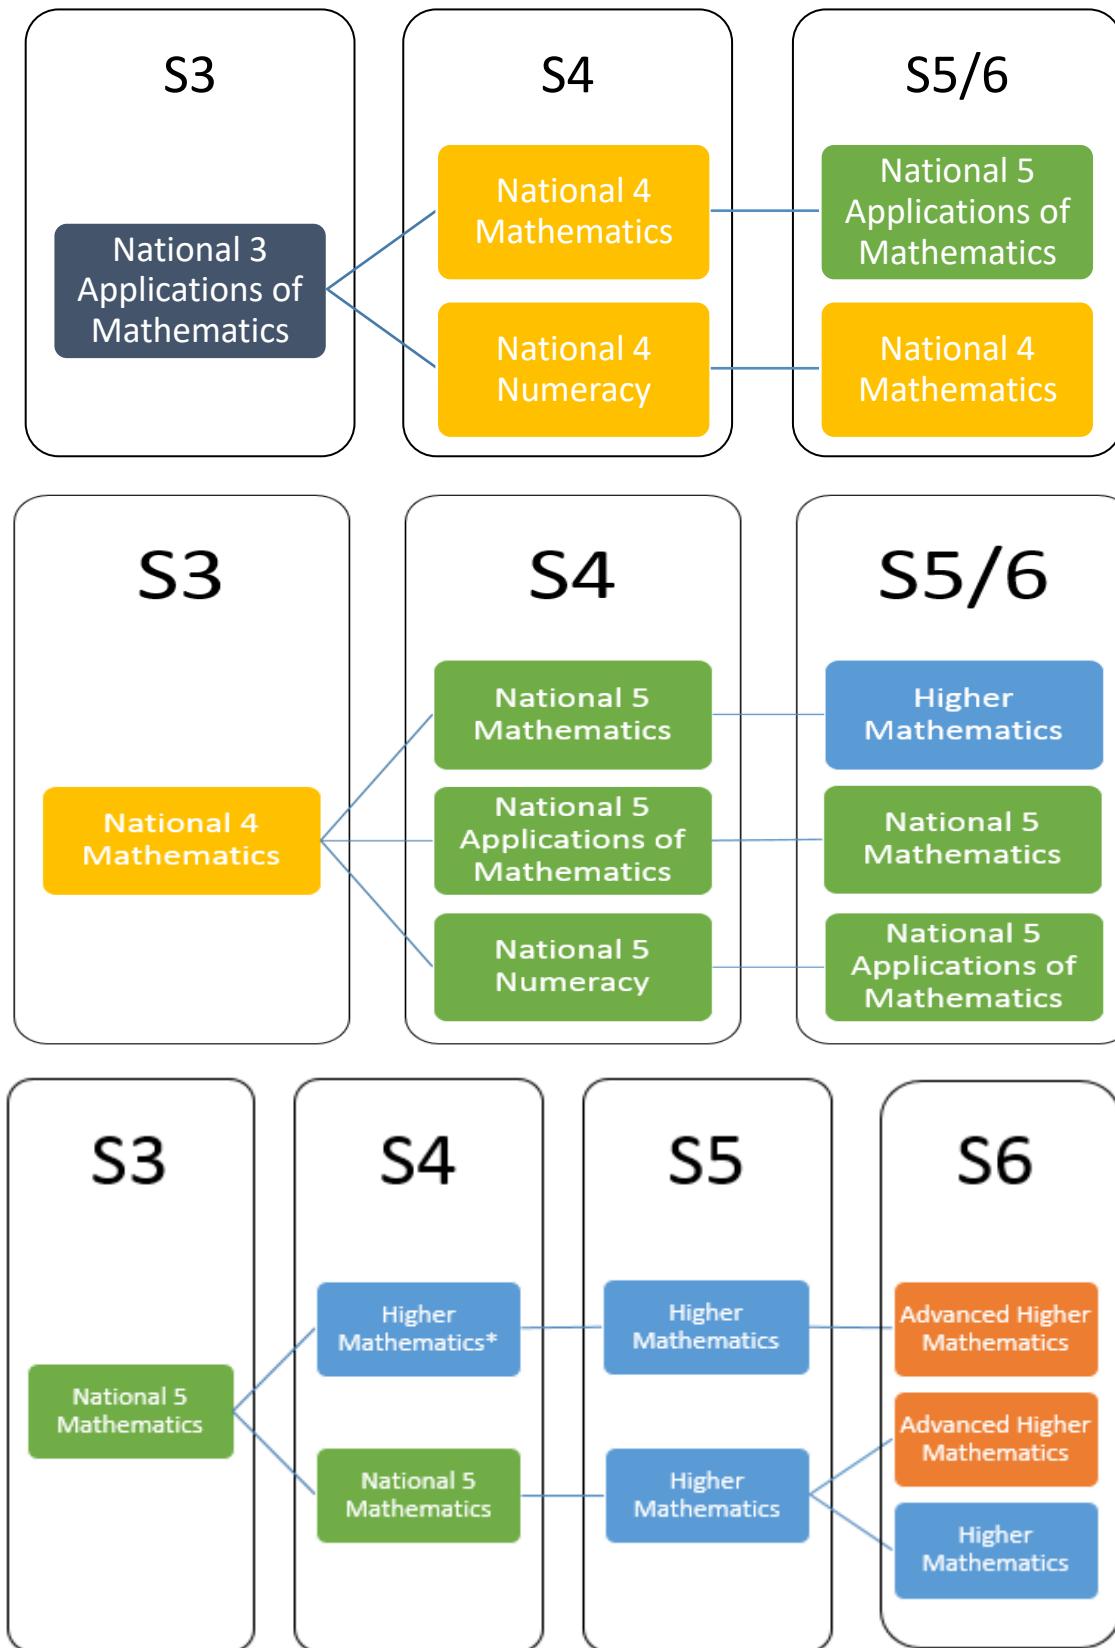 S3
National 3
Applications of
Mathematics
S4
National 4
Mathematics
National 4
Numeracy
S5/6
National 5
Applications of
Mathematics
National 4
Mathematics
S3
National 4
Mathematics
S4
National 5
Mathematics
National 5
Applications of
Mathematics
National 5
Numeracy
S5/6
Higher
Mathematics
National 5
Mathematics
National 5
Applications of
Mathematics
S3
National 5
Mathematics
S4
Higher
Mathematics*
National 5
Mathematics
S5
Higher
Mathematics
Higher
Mathematics
S6
Advanced Higher
Mathematics
Advanced Higher
Mathematics
Higher
Mathematics